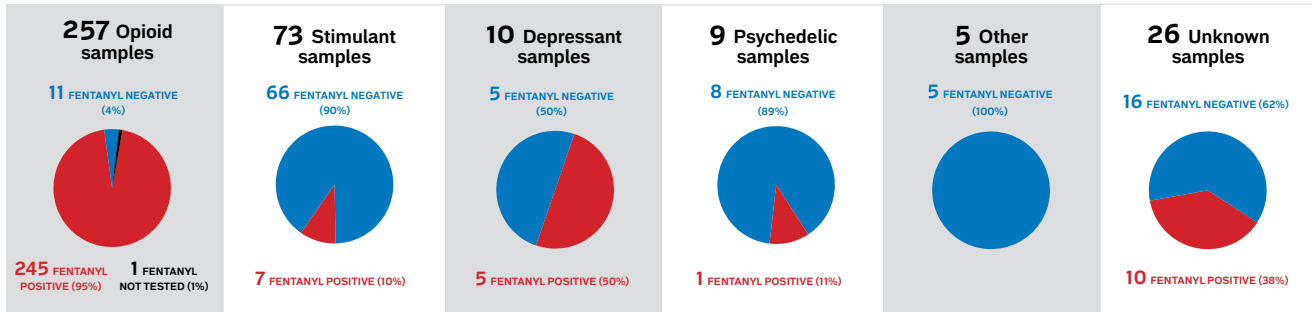 257 Opioid
samples
11 FENTANYL NEGATIVE
(4%)
245 FENTANYL
POSITIVE (95%)
1 FENTANYL
NOT TESTED (1%)
73 Stimulant
samples
66 FENTANYL NEGATIVE
(90%)
7 FENTANYL POSITIVE (10%)
10 Depressant
samples
5 FENTANYL NEGATIVE
(50%)
5 FENTANYL POSITIVE (50%)
9 Psychedelic
samples
8 FENTANYL NEGATIVE
(89%)
1 FENTANYL POSITIVE (11%)
5 Other
samples
5 FENTANYL NEGATIVE
(100%)
26 Unknown
samples
16 FENTANYL NEGATIVE (62%)
10 FENTANYL POSITIVE (38%)